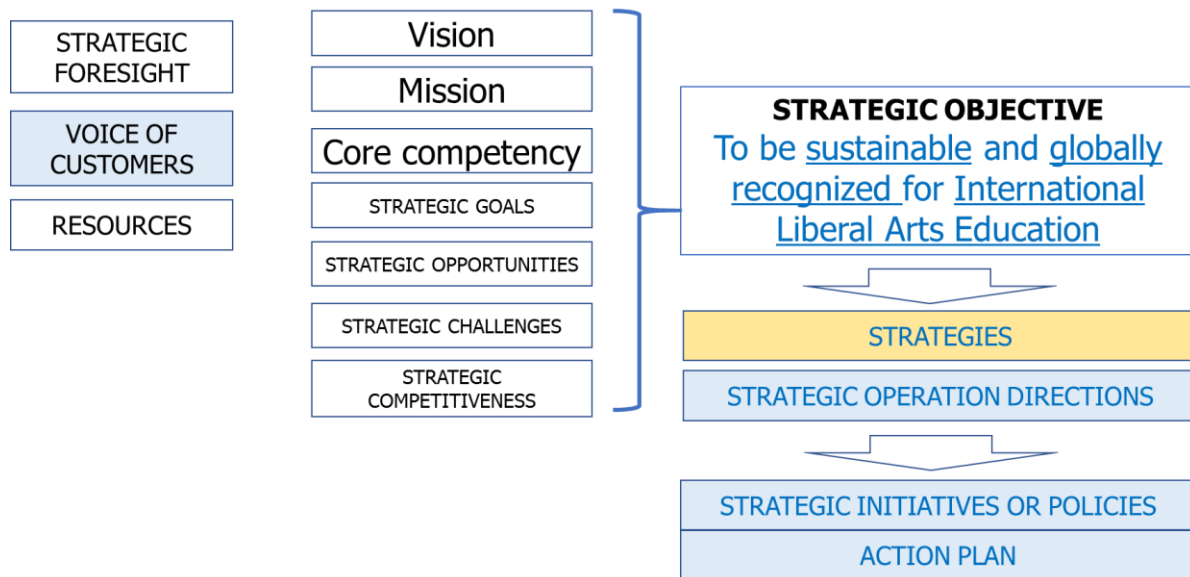 STRATEGIC
FORESIGHT
VOICE OF
CUSTOMERS
RESOURCES
Vision
Mission
Core competency
STRATEGIC GOALS
STRATEGIC OPPORTUNITIES
STRATEGIC CHALLENGES
STRATEGIC
COMPETITIVENESS
STRATEGIC OBJECTIVE
To be sustainable and globally
recognized for International
Liberal Arts Education
STRATEGIES
STRATEGIC OPERATION DIRECTIONS
STRATEGIC INITIATIVES OR POLICIES
ACTION PLAN